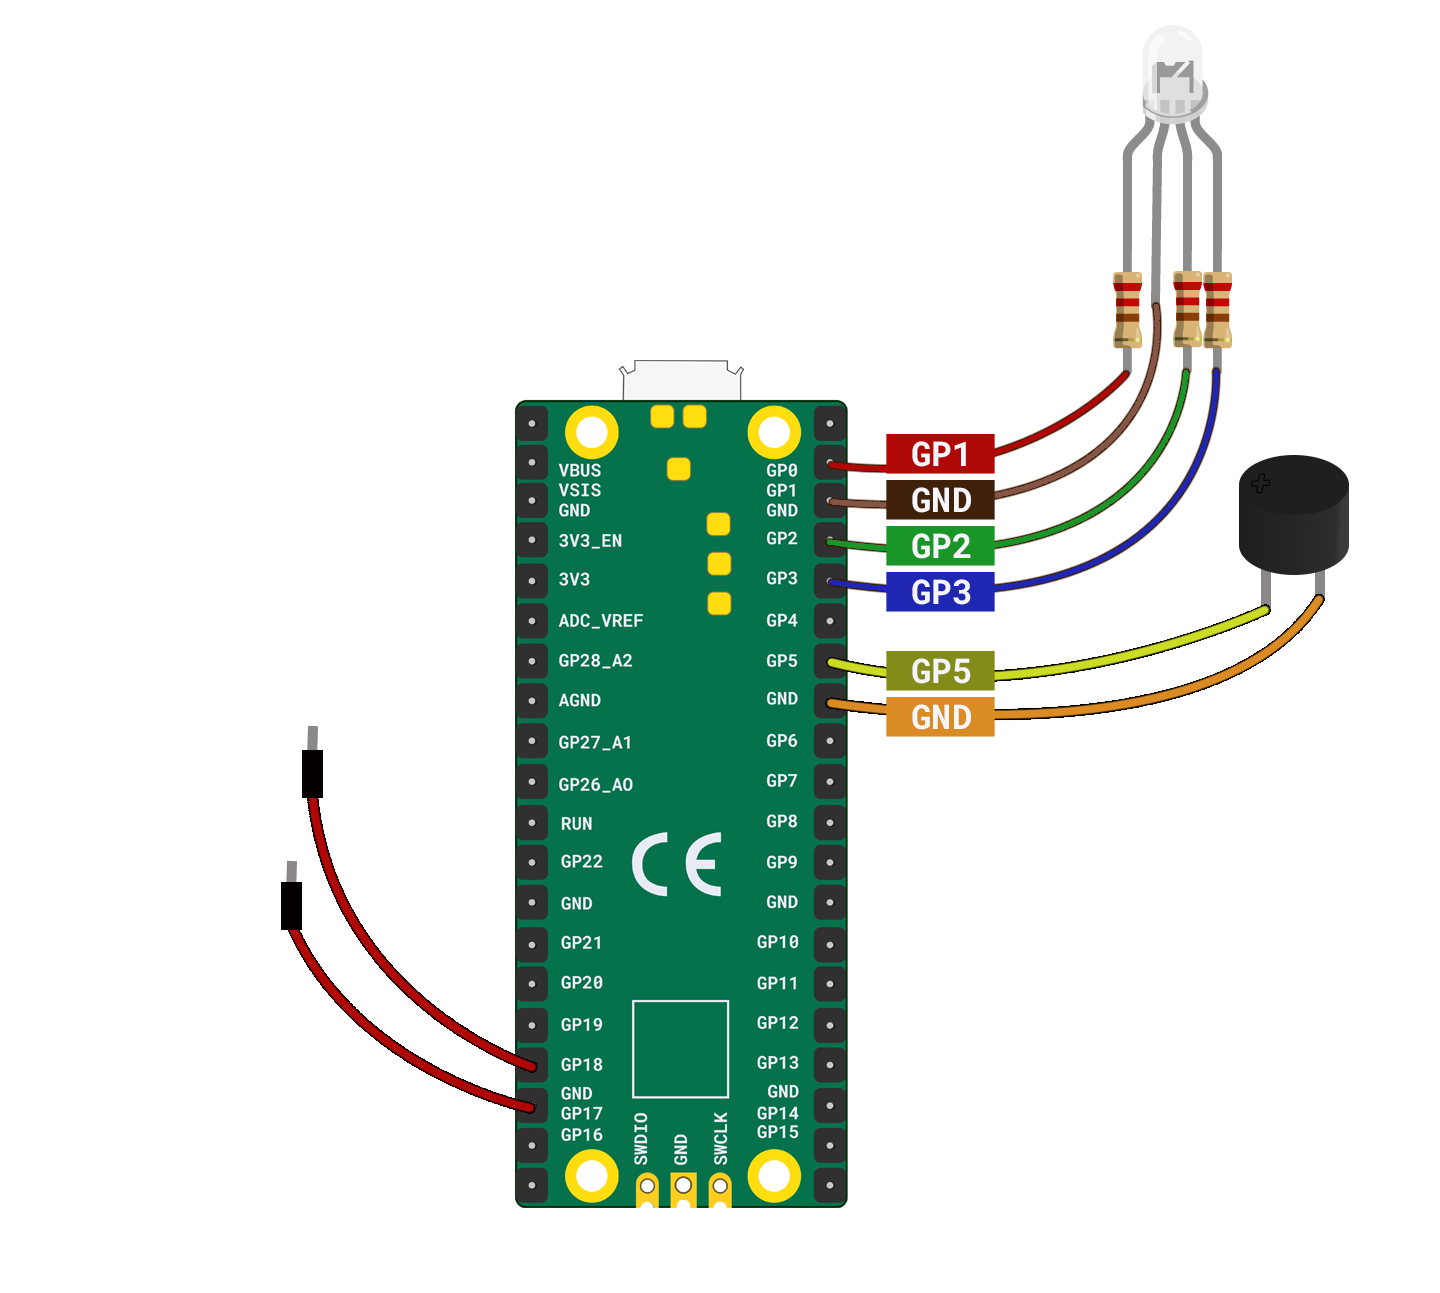 VBUS
VSIS
GND
3V3_EN
3V3
ADC_VREF
GP28_A2
AGND
GP27_A1
GP26_AO
RUN
GP22
GND
GP21
GP20
GP19
GP18
GND
GP17
GP16
GP0
GP1
GND
GP2
GP3
GP4
GP5
GND
GP6
GP7
GP8
GP9
GND
GP10
GP11
GP12
GP13
GND
GP14
GP15
CE
SWDIO
GND
SWCLK
GP1
GND
GP2
GP3
GP5
GND
+